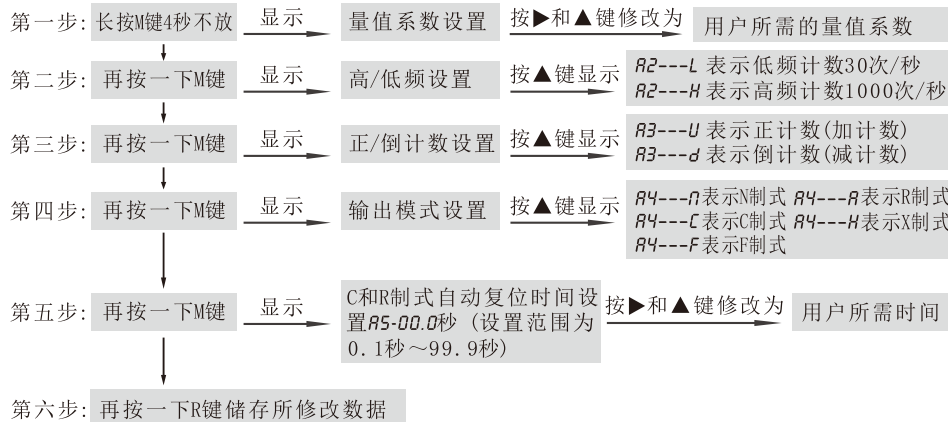 第一步: 长按M键4秒不放 显示 量值系数设置 按▶和▲键修改为 用户所需的量值系数
第二步: 再按一下M键 显示 高/低频设置 按▲键显示 A2---L 表示低频计数30次/秒
A2---H 表示高频计数1000次/秒
第三步: 再按一下M键 显示 正/倒计数设置 按▲键显示 A3---U 表示正计数(加计数)
A3---d 表示倒计数(减计数)
第四步: 再按一下M键 显示 输出模式设置 按▲键显示 A4---n表示N制式 A4---A表示R制式
A4---C表示C制式 A4---H表示X制式
A4---F表示F制式
第五步: 再按一下M键 显示 C和R制式自动复位时间设
置A5-00.0秒 (设置范围为
0.1秒～99.9秒)
按▶和▲键修改为 用户所需时间
第六步: 再按一下R键储存所修改数据